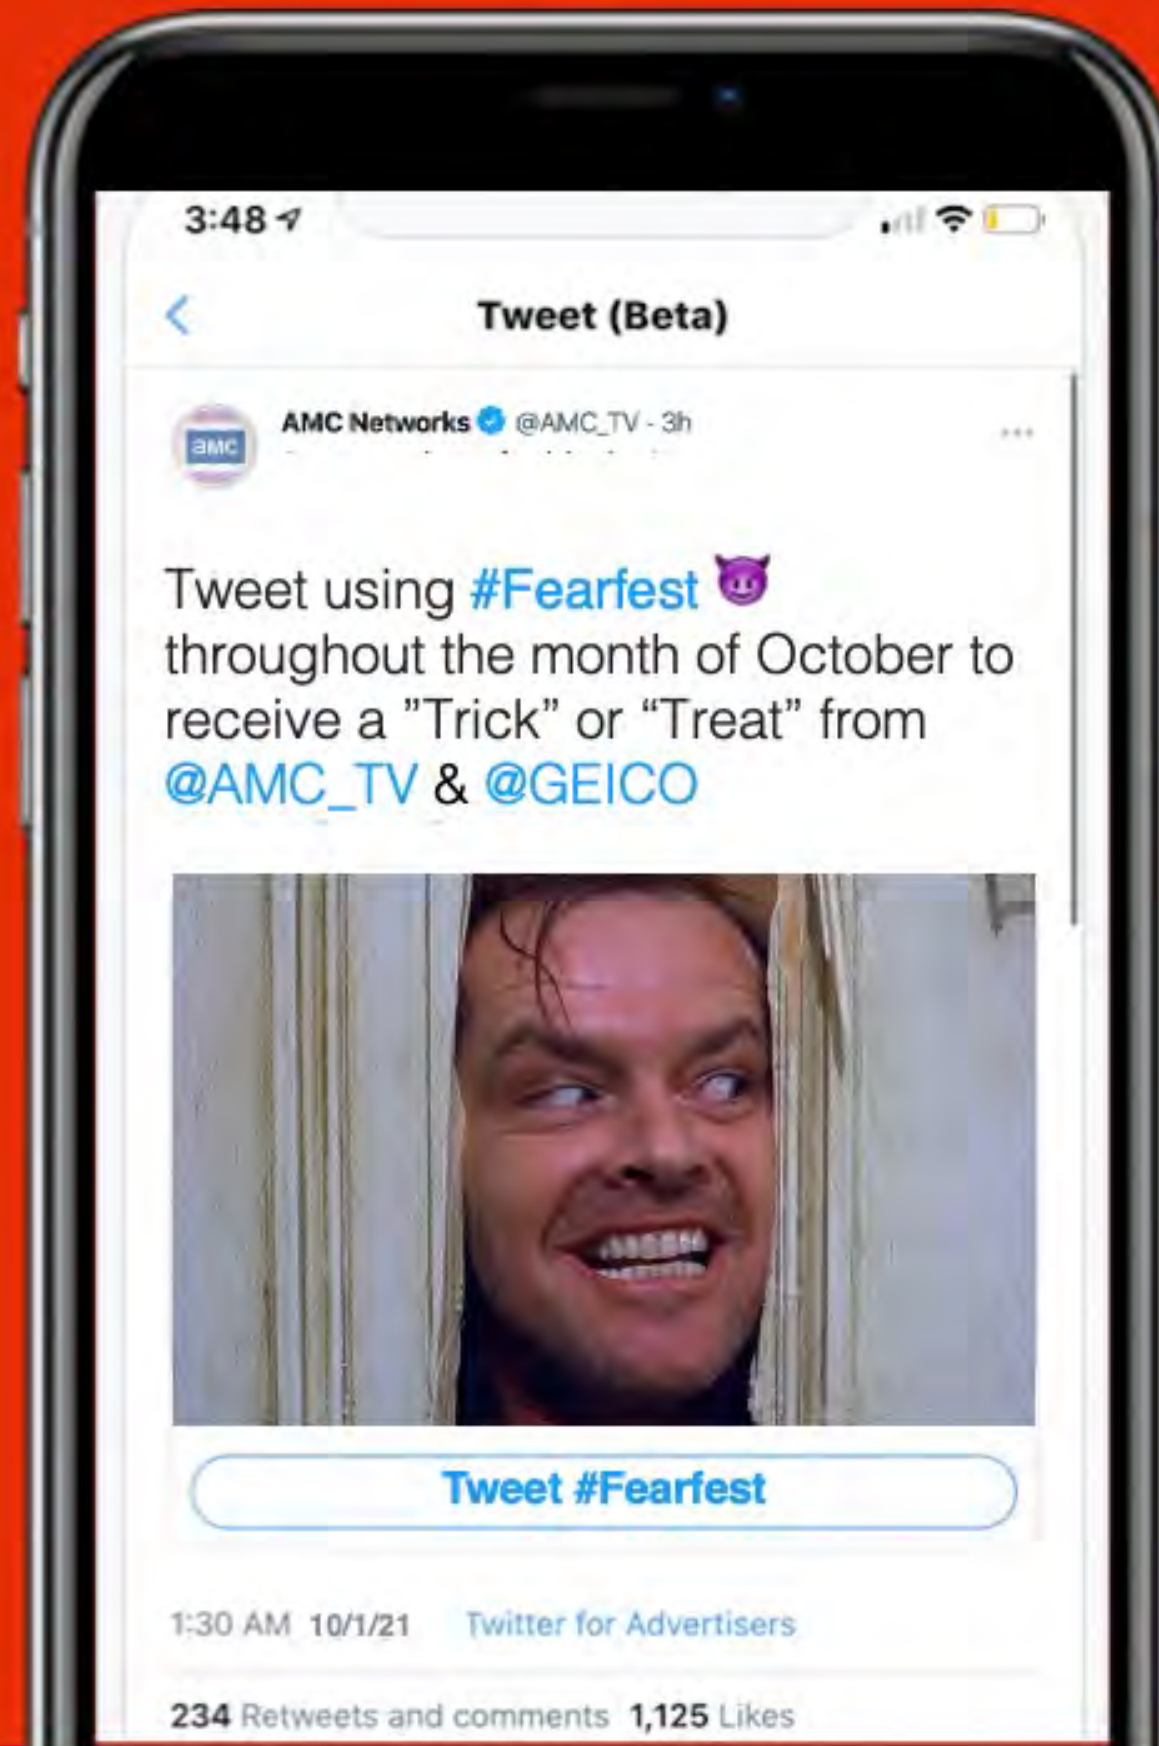 3:48
Tweet (Beta)
AMC Networks @AMC_TV - 3h
aMC
Tweet using #Fearfest 😈
throughout the month of October to
receive a ”Trick” or “Treat” from
@AMC_TV & @GEICO
Tweet #Fearfest
1:30 AM 10/1/21 Twitter for Advertisers
234 Retweets and comments 1,125 Likes